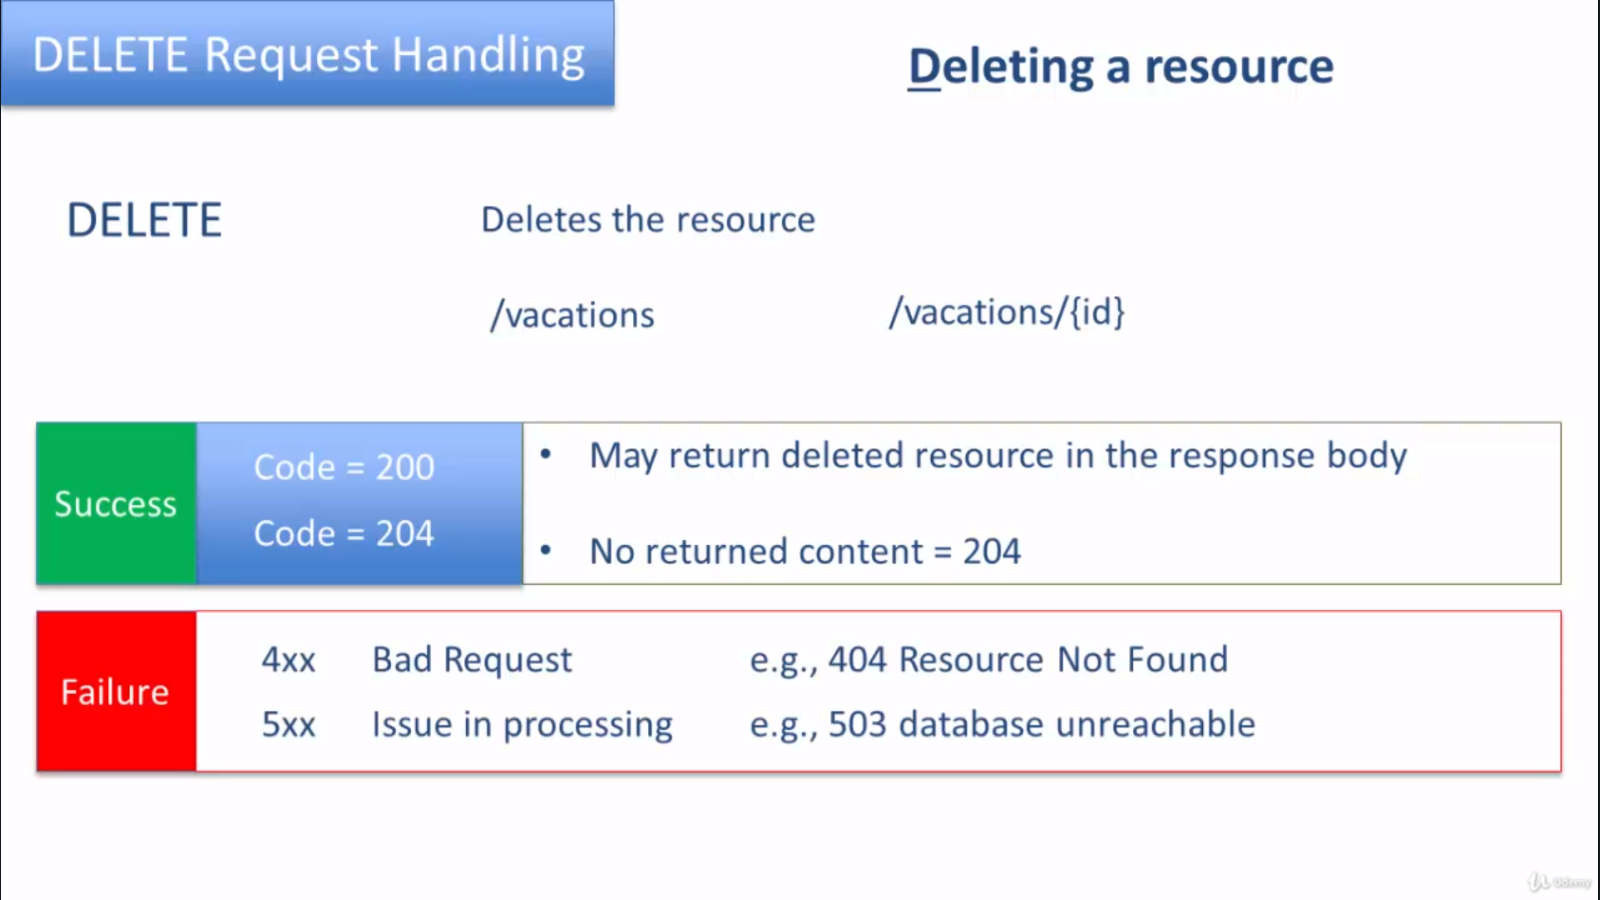 DELETE Request Handling
Deleting a resource
DELETE
Deletes the resource
/vacations
/vacations/{id}
Success
Code = 200
Code = 204
• May return deleted resource in the response body
• No returned content = 204
Failure
4xx Bad Request e.g., 404 Resource Not Found
5xx Issue in processing e.g., 503 database unreachable
Udemy